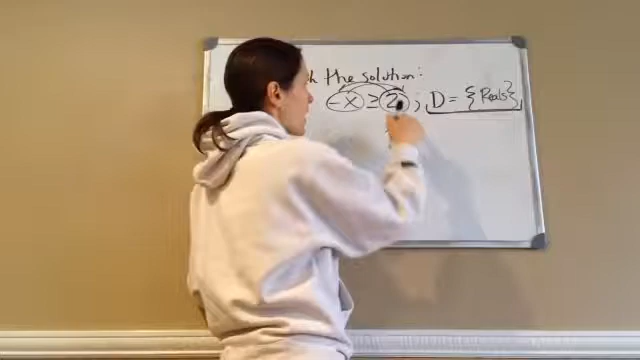 the solution:
-x ≥ 2 ; D = {Reals}